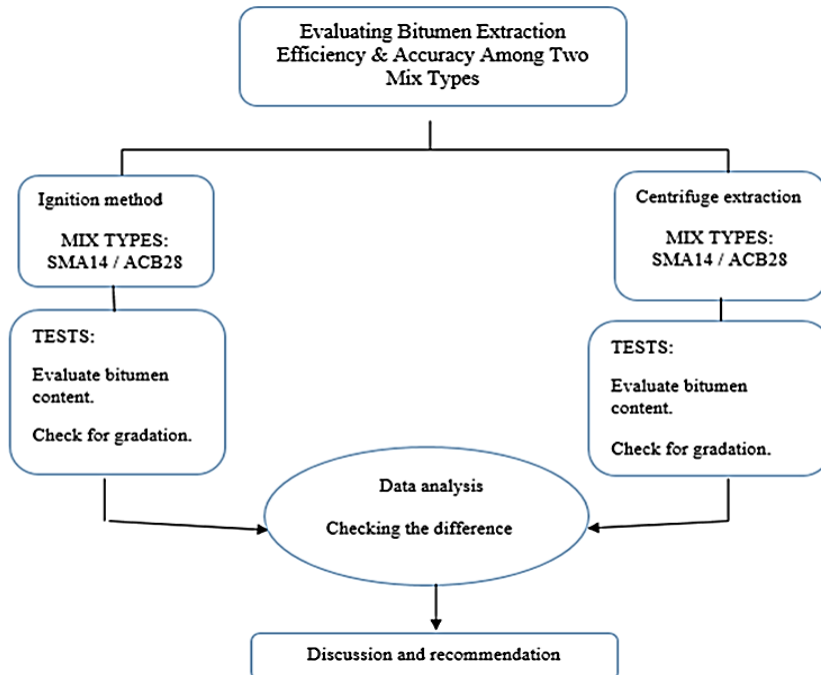 Evaluating Bitumen Extraction
Efficiency & Accuracy Among Two
Mix Types
Ignition method
MIX TYPES:
SMA14 / ACB28
Centrifuge extraction
MIX TYPES:
SMA14 / ACB28
TESTS:
Evaluate bitumen
content.
Check for gradation.
TESTS:
Evaluate bitumen
content.
Check for gradation.
Data analysis
Checking the difference
Discussion and recommendation